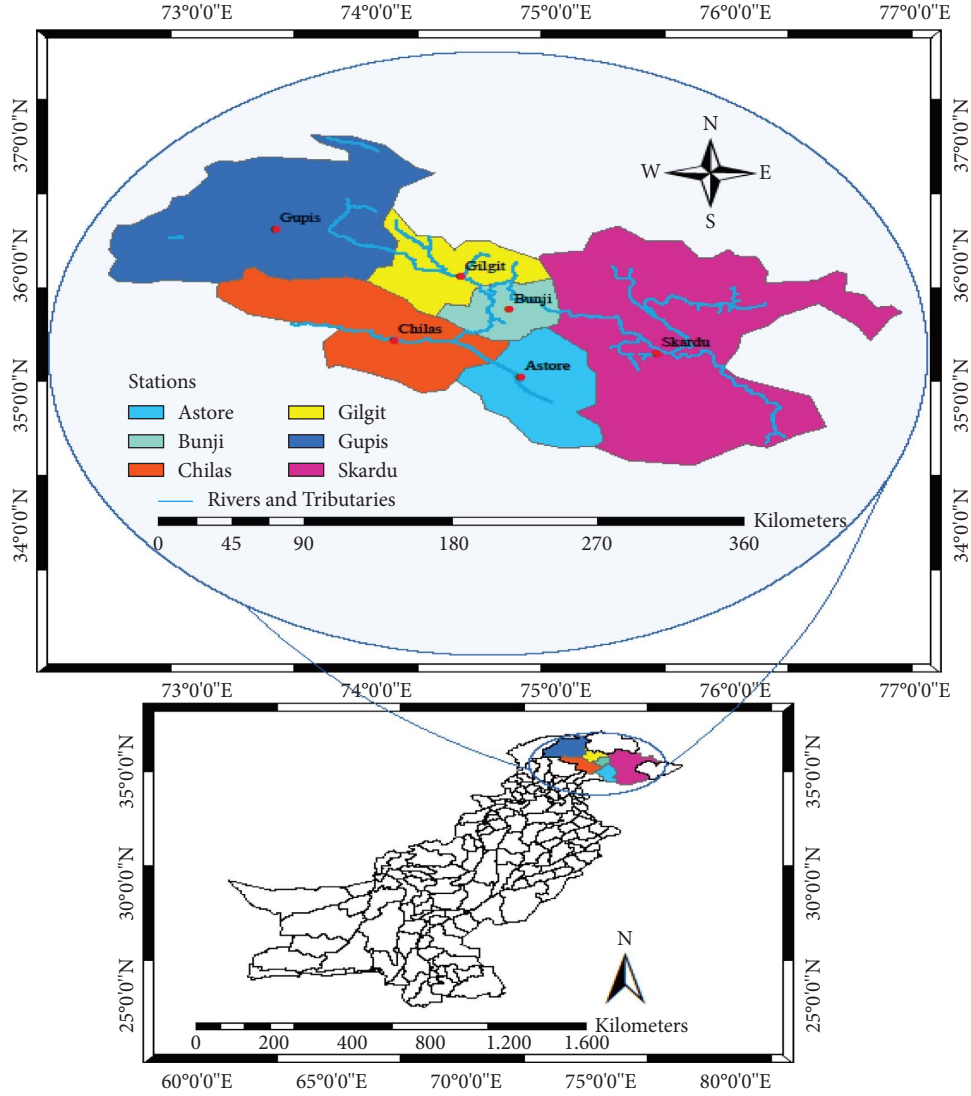 73°0'0"E 74°0'0"E 75°0'0"E 76°0'0"E 77°0'0"E
37°0'0"N
36°0'0"N
35°0'0"N
34°0'0"N
37°0'0"N
36°0'0"N
35°0'0"N
34°0'0"N
N
W E
S
Gupis
Gilgit
Bunji
Chilas
Skardu
Astore
Stations
Astore Gilgit
Bunji Gupis
Chilas Skardu
Rivers and Tributaries
Kilometers
0 45 90 180 270 360
73°0'0"E 74°0'0"E 75°0'0"E 76°0'0"E 77°0'0"E
35°0'0"N
30°0'0"N
25°0'0"N
35°0'0"N
30°0'0"N
25°0'0"N
N
Kilometers
0 200 400 800 1.200 1.600
60°0'0"E 65°0'0"E 70°0'0"E 75°0'0"E 80°0'0"E